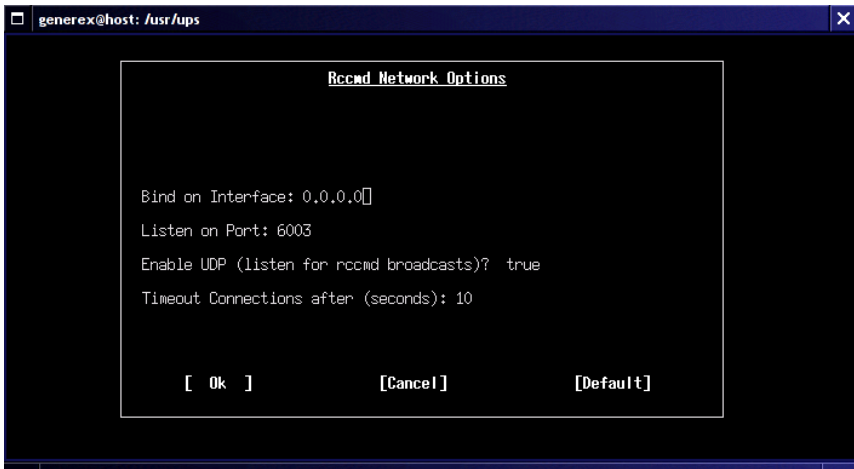 generex@host: /usr/ups
Rccmd Network Options
Bind on Interface: 0.0.0.0
Listen on Port: 6003
Enable UDP (listen for rccmd broadcasts)? true
Timeout Connections after (seconds): 10
[ Ok ] [Cancel] [Default]